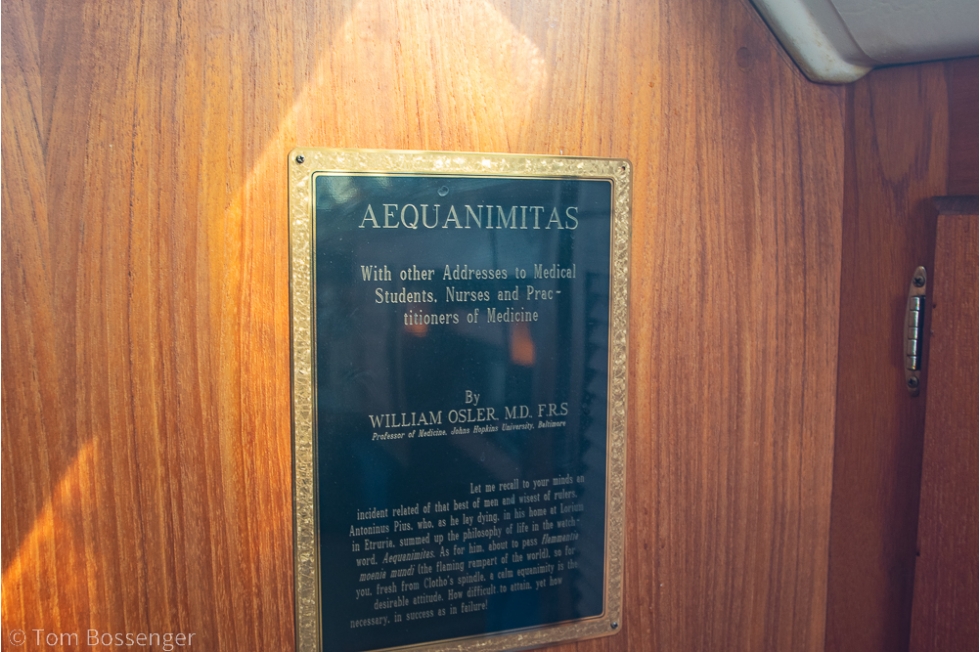 AEQUANIMITAS
With other Addresses to Medical
Students, Nurses and Prac-
titioners of Medicine
By
WILLIAM OSLER, M.D., F.R.S
Professor of Medicine, Johns Hopkins University, Baltimore
Let me recall to your minds an
incident related of that best of men and wisest of rulers,
Antoninus Pius, who, as he lay dying, in his home at Lorium
in Etruria, summed up the philosophy of life in the watch-
word, Aequanimitas. As for him, about to pass flammantia
moenia mundi (the flaming rampart of the world), so for
you, fresh from Clotho's spindle, a calm equanimity is the
desirable attitude. How difficult to attain, yet how
necessary, in success as in failure!
© Tom Bossenger